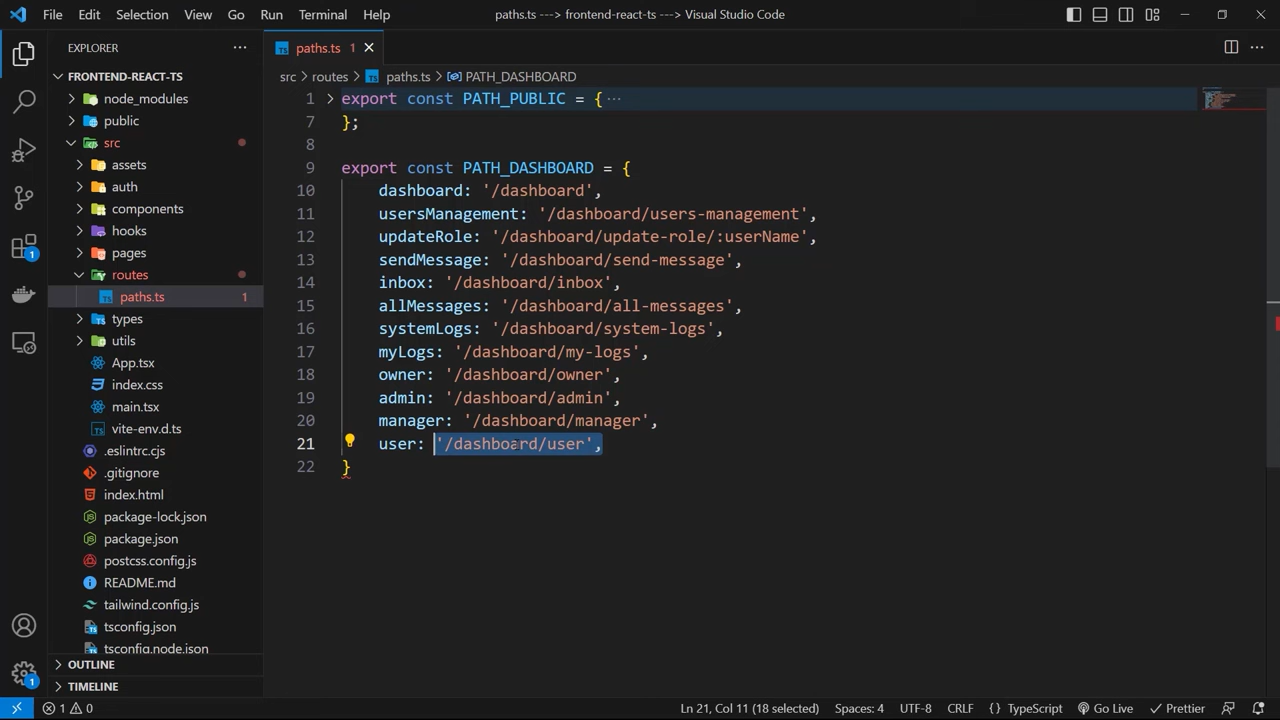 File Edit Selection View Go Run Terminal Help
paths.ts ---> frontend-react-ts ---> Visual Studio Code
EXPLORER
FRONTEND-REACT-TS
node_modules
public
src
assets
auth
components
hooks
pages
routes
TS paths.ts 1
types
utils
App.tsx
index.css
main.tsx
vite-env.d.ts
.eslintrc.cjs
.gitignore
index.html
package-lock.json
package.json
postcss.config.js
README.md
tailwind.config.js
tsconfig.json
tsconfig.node.json
OUTLINE
TIMELINE
1
1
TS paths.ts 1
src > routes > TS paths.ts > PATH_DASHBOARD
1 export const PATH_PUBLIC = { ···
7 };
8
9 export const PATH_DASHBOARD = {
10 dashboard: '/dashboard',
11 usersManagement: '/dashboard/users-management',
12 updateRole: '/dashboard/update-role/:userName',
13 sendMessage: '/dashboard/send-message',
14 inbox: '/dashboard/inbox',
15 allMessages: '/dashboard/all-messages',
16 systemLogs: '/dashboard/system-logs',
17 myLogs: '/dashboard/my-logs',
18 owner: '/dashboard/owner',
19 admin: '/dashboard/admin',
20 manager: '/dashboard/manager',
21 user: '/dashboard/user',
22 }
1 0
Ln 21, Col 11 (18 selected) Spaces: 4 UTF-8 CRLF {} TypeScript Go Live Prettier